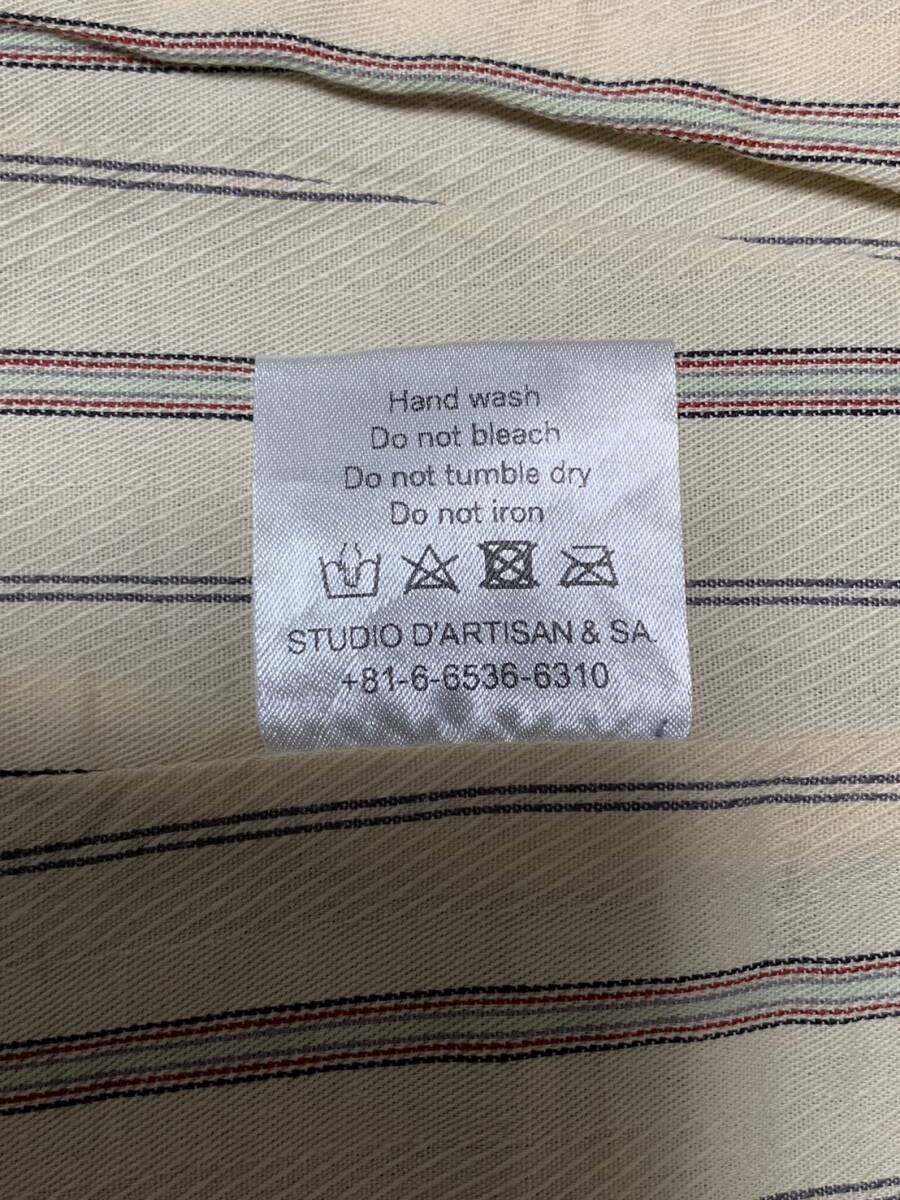 Hand wash
Do not bleach
Do not tumble dry
Do not iron
STUDIO D'ARTISAN & SA.
+81-6-6536-6310